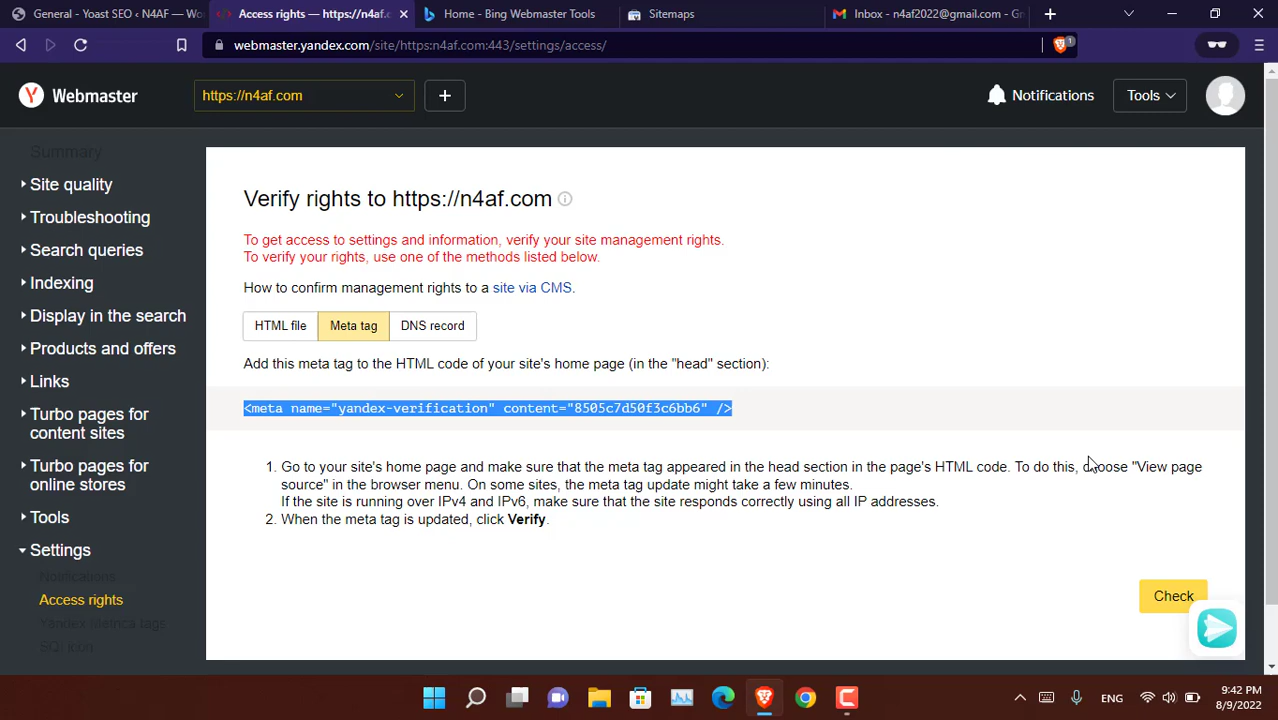 General - Yoast SEO ‹ N4AF — Wo
Access rights — https://n4af.c
Home - Bing Webmaster Tools
Sitemaps
Inbox - n4af2022@gmail.com - Gr
webmaster.yandex.com/site/https:n4af.com:443/settings/access/
1
Webmaster
https://n4af.com
Notifications
Tools
Summary
Site quality
Troubleshooting
Search queries
Indexing
Display in the search
Products and offers
Links
Turbo pages for
content sites
Turbo pages for
online stores
Tools
Settings
Notifications
Access rights
Yandex Metrica tags
SQI icon
Verify rights to https://n4af.com
To get access to settings and information, verify your site management rights.
To verify your rights, use one of the methods listed below.
How to confirm management rights to a site via CMS.
HTML file
Meta tag
DNS record
Add this meta tag to the HTML code of your site's home page (in the "head" section):
<meta name="yandex-verification" content="8505c7d50f3c6bb6" />
1. Go to your site's home page and make sure that the meta tag appeared in the head section in the page's HTML code. To do this, choose "View page
source" in the browser menu. On some sites, the meta tag update might take a few minutes.
If the site is running over IPv4 and IPv6, make sure that the site responds correctly using all IP addresses.
2. When the meta tag is updated, click Verify.
Check
ENG
9:42 PM
8/9/2022